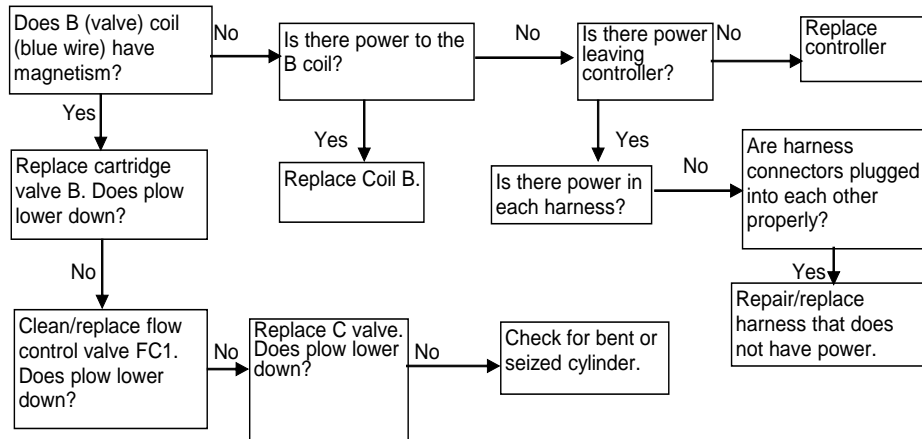 Does B (valve) coil
(blue wire) have
magnetism?
No
Is there power to the
B coil?
No
Is there power
leaving
controller?
No
Replace
controller
Yes
Yes
Yes
Replace cartridge
valve B. Does plow
lower down?
Replace Coil B.
Is there power in
each harness?
No
Are harness
connectors plugged
into each other
properly?
No
Yes
Clean/replace flow
control valve FC1.
Does plow lower
down?
No
Replace C valve.
Does plow lower
down?
No
Check for bent or
seized cylinder.
Repair/replace
harness that does
not have power.